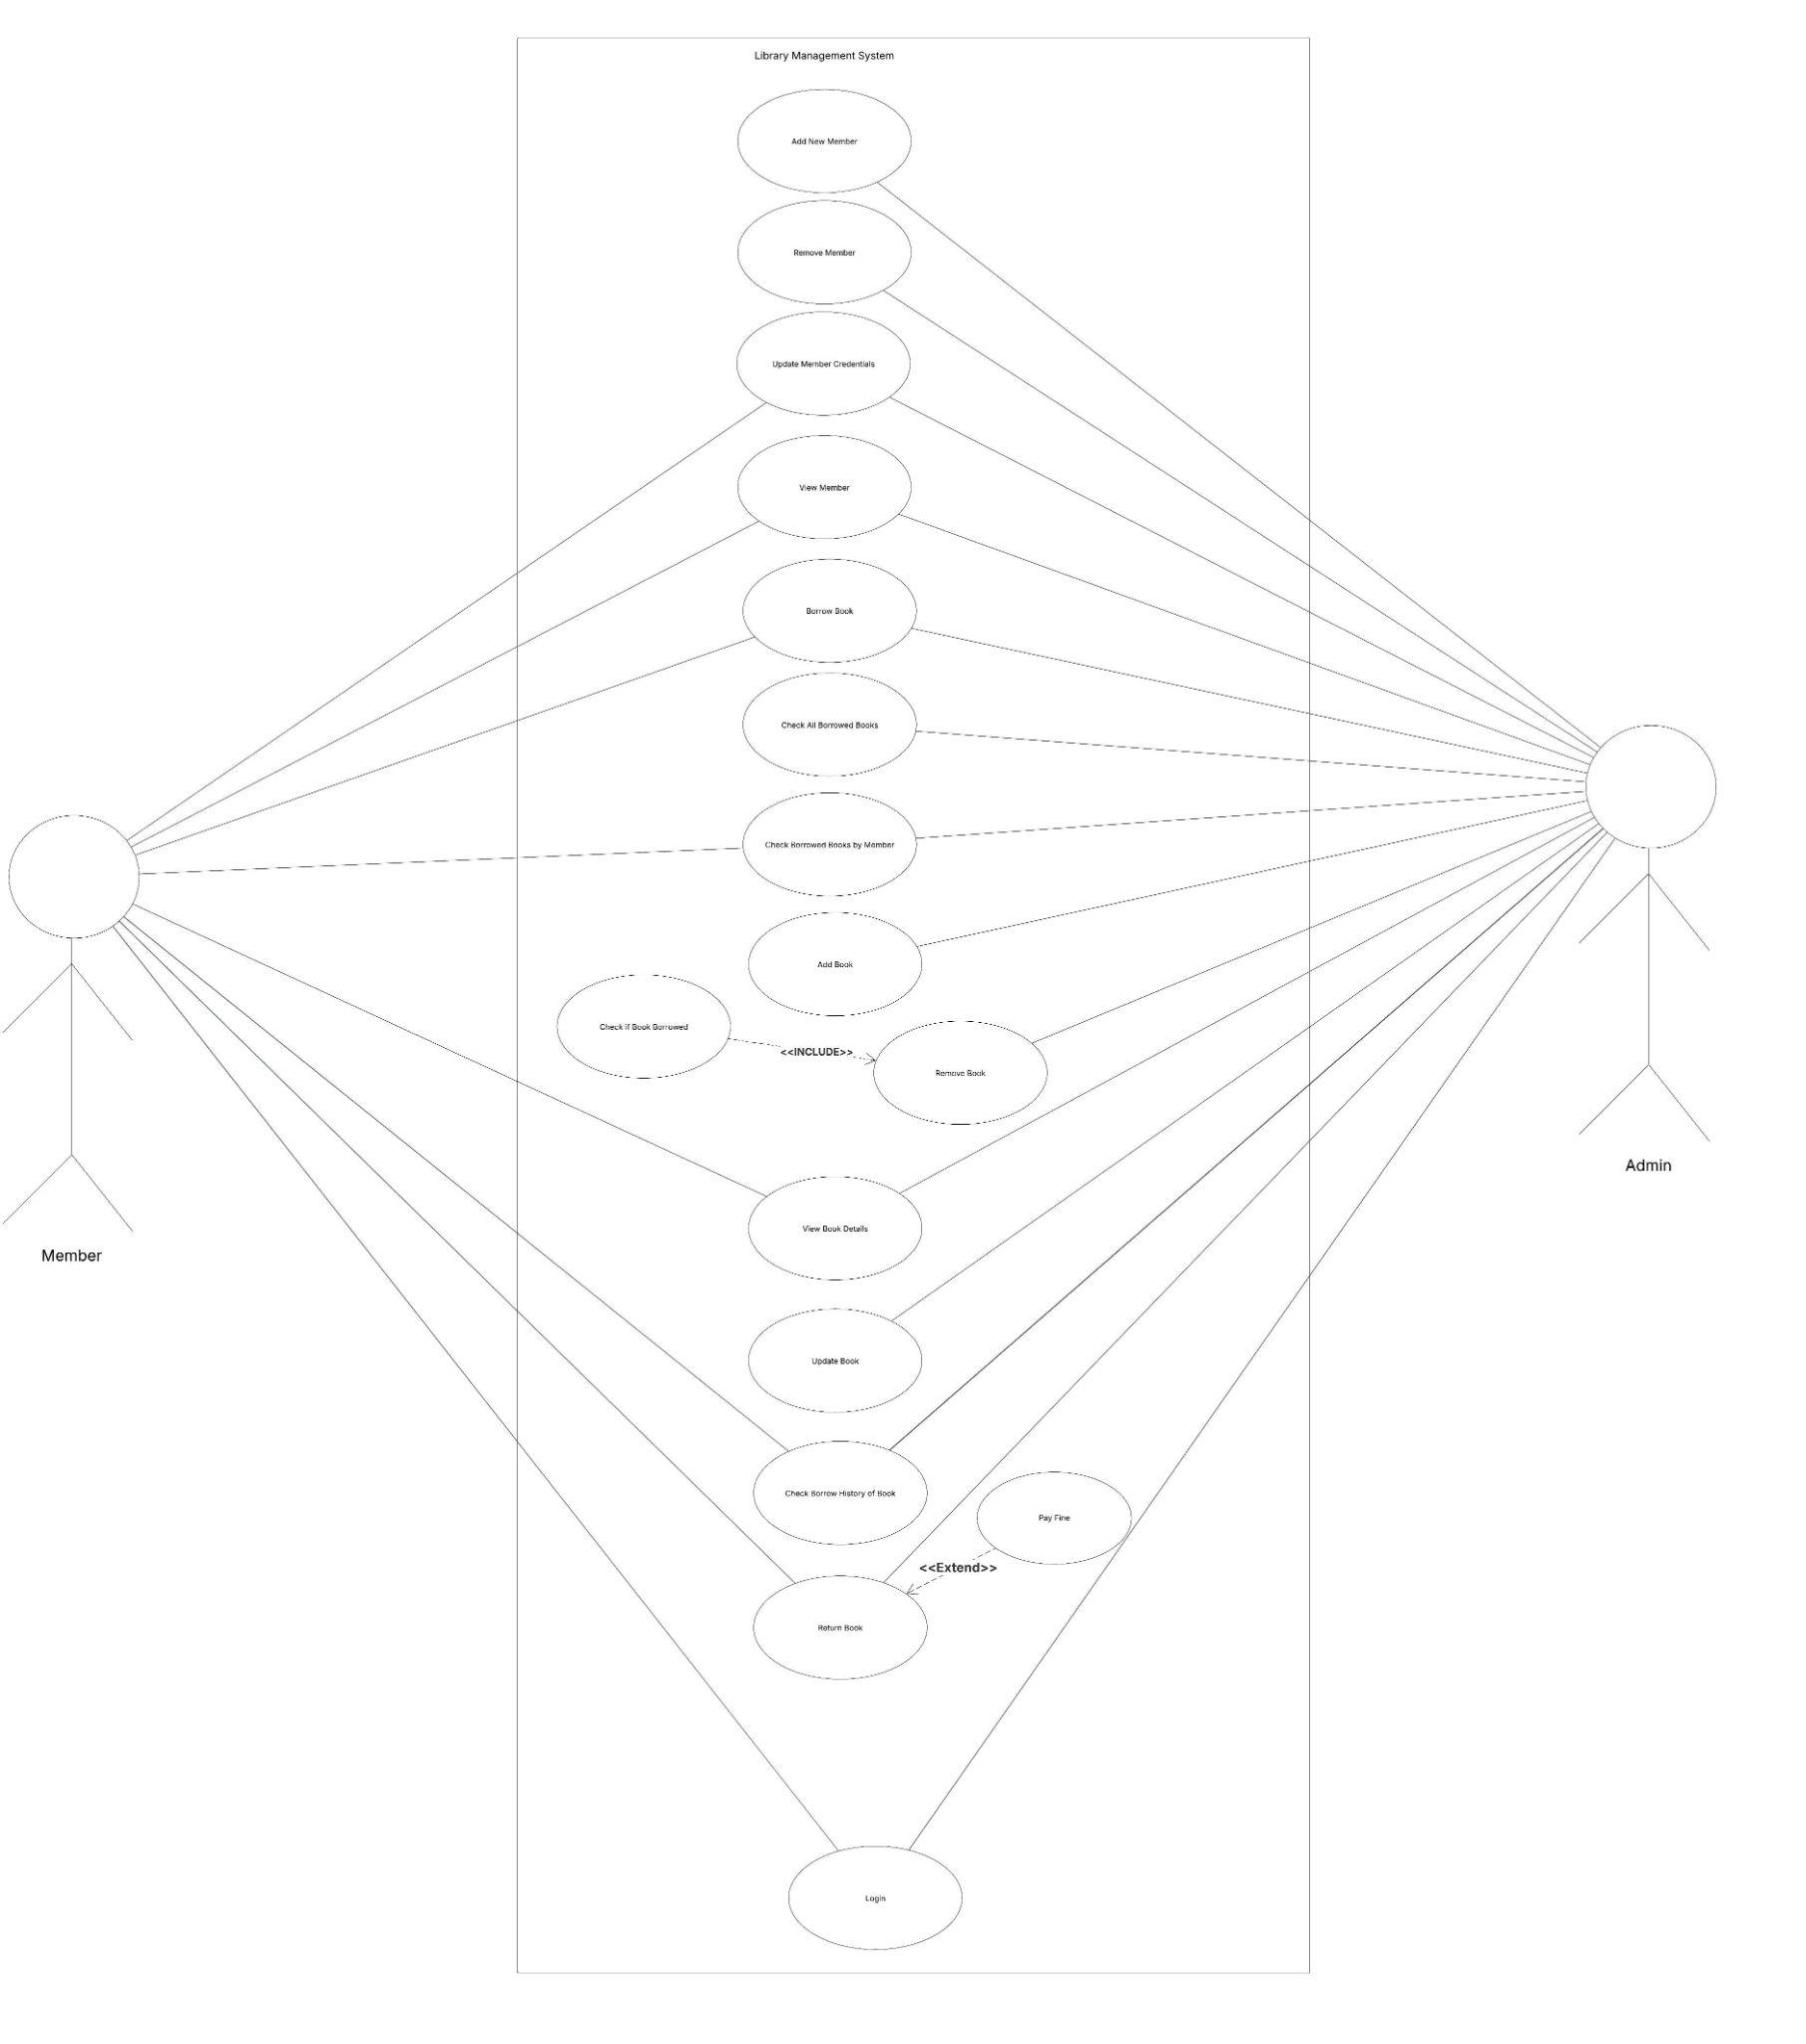 Library Management System
Add New Member
Remove Member
Update Member Credentials
View Member
Borrow Book
Check All Borrowed Books
Check Borrowed Books by Member
Add Book
Check if Book Borrowed
<<INCLUDE>>
Remove Book
Admin
View Book Details
Member
Update Book
Check Borrow History of Book
Pay Fine
<<Extend>>
Return Book
Login